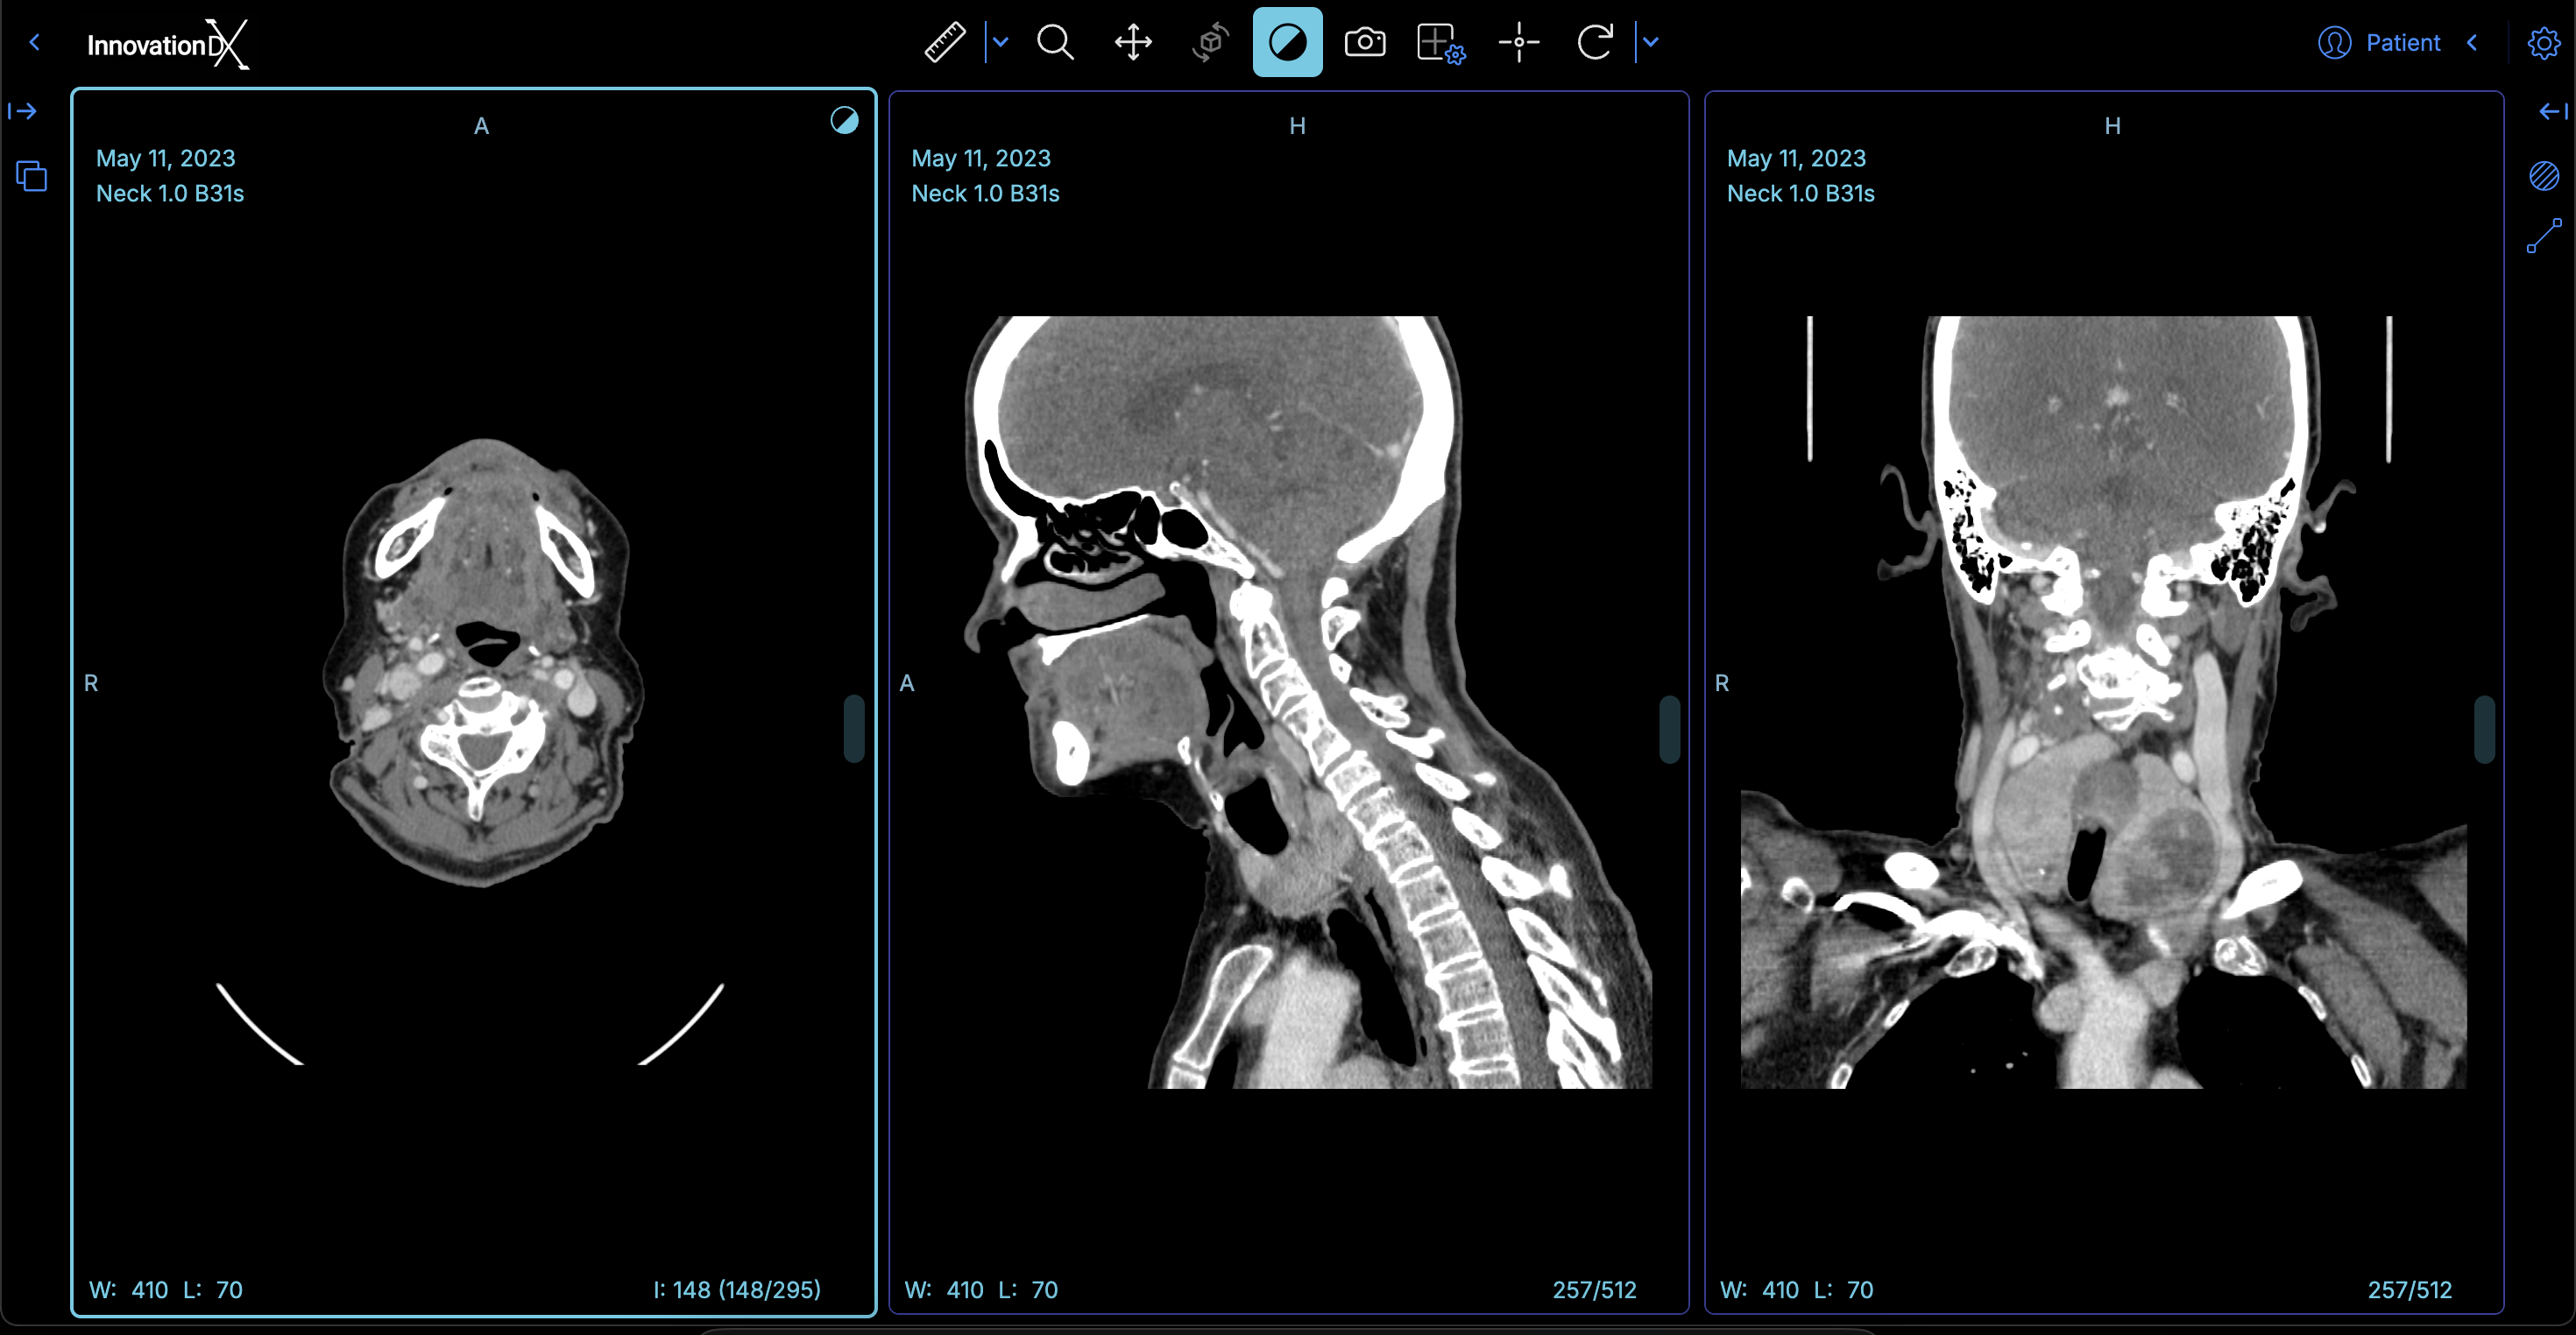 InnovationDX
Patient
A
May 11, 2023
Neck 1.0 B31s
R
W: 410 L: 70
I: 148 (148/295)
H
May 11, 2023
Neck 1.0 B31s
A
W: 410 L: 70
257/512
H
May 11, 2023
Neck 1.0 B31s
R
W: 410 L: 70
257/512